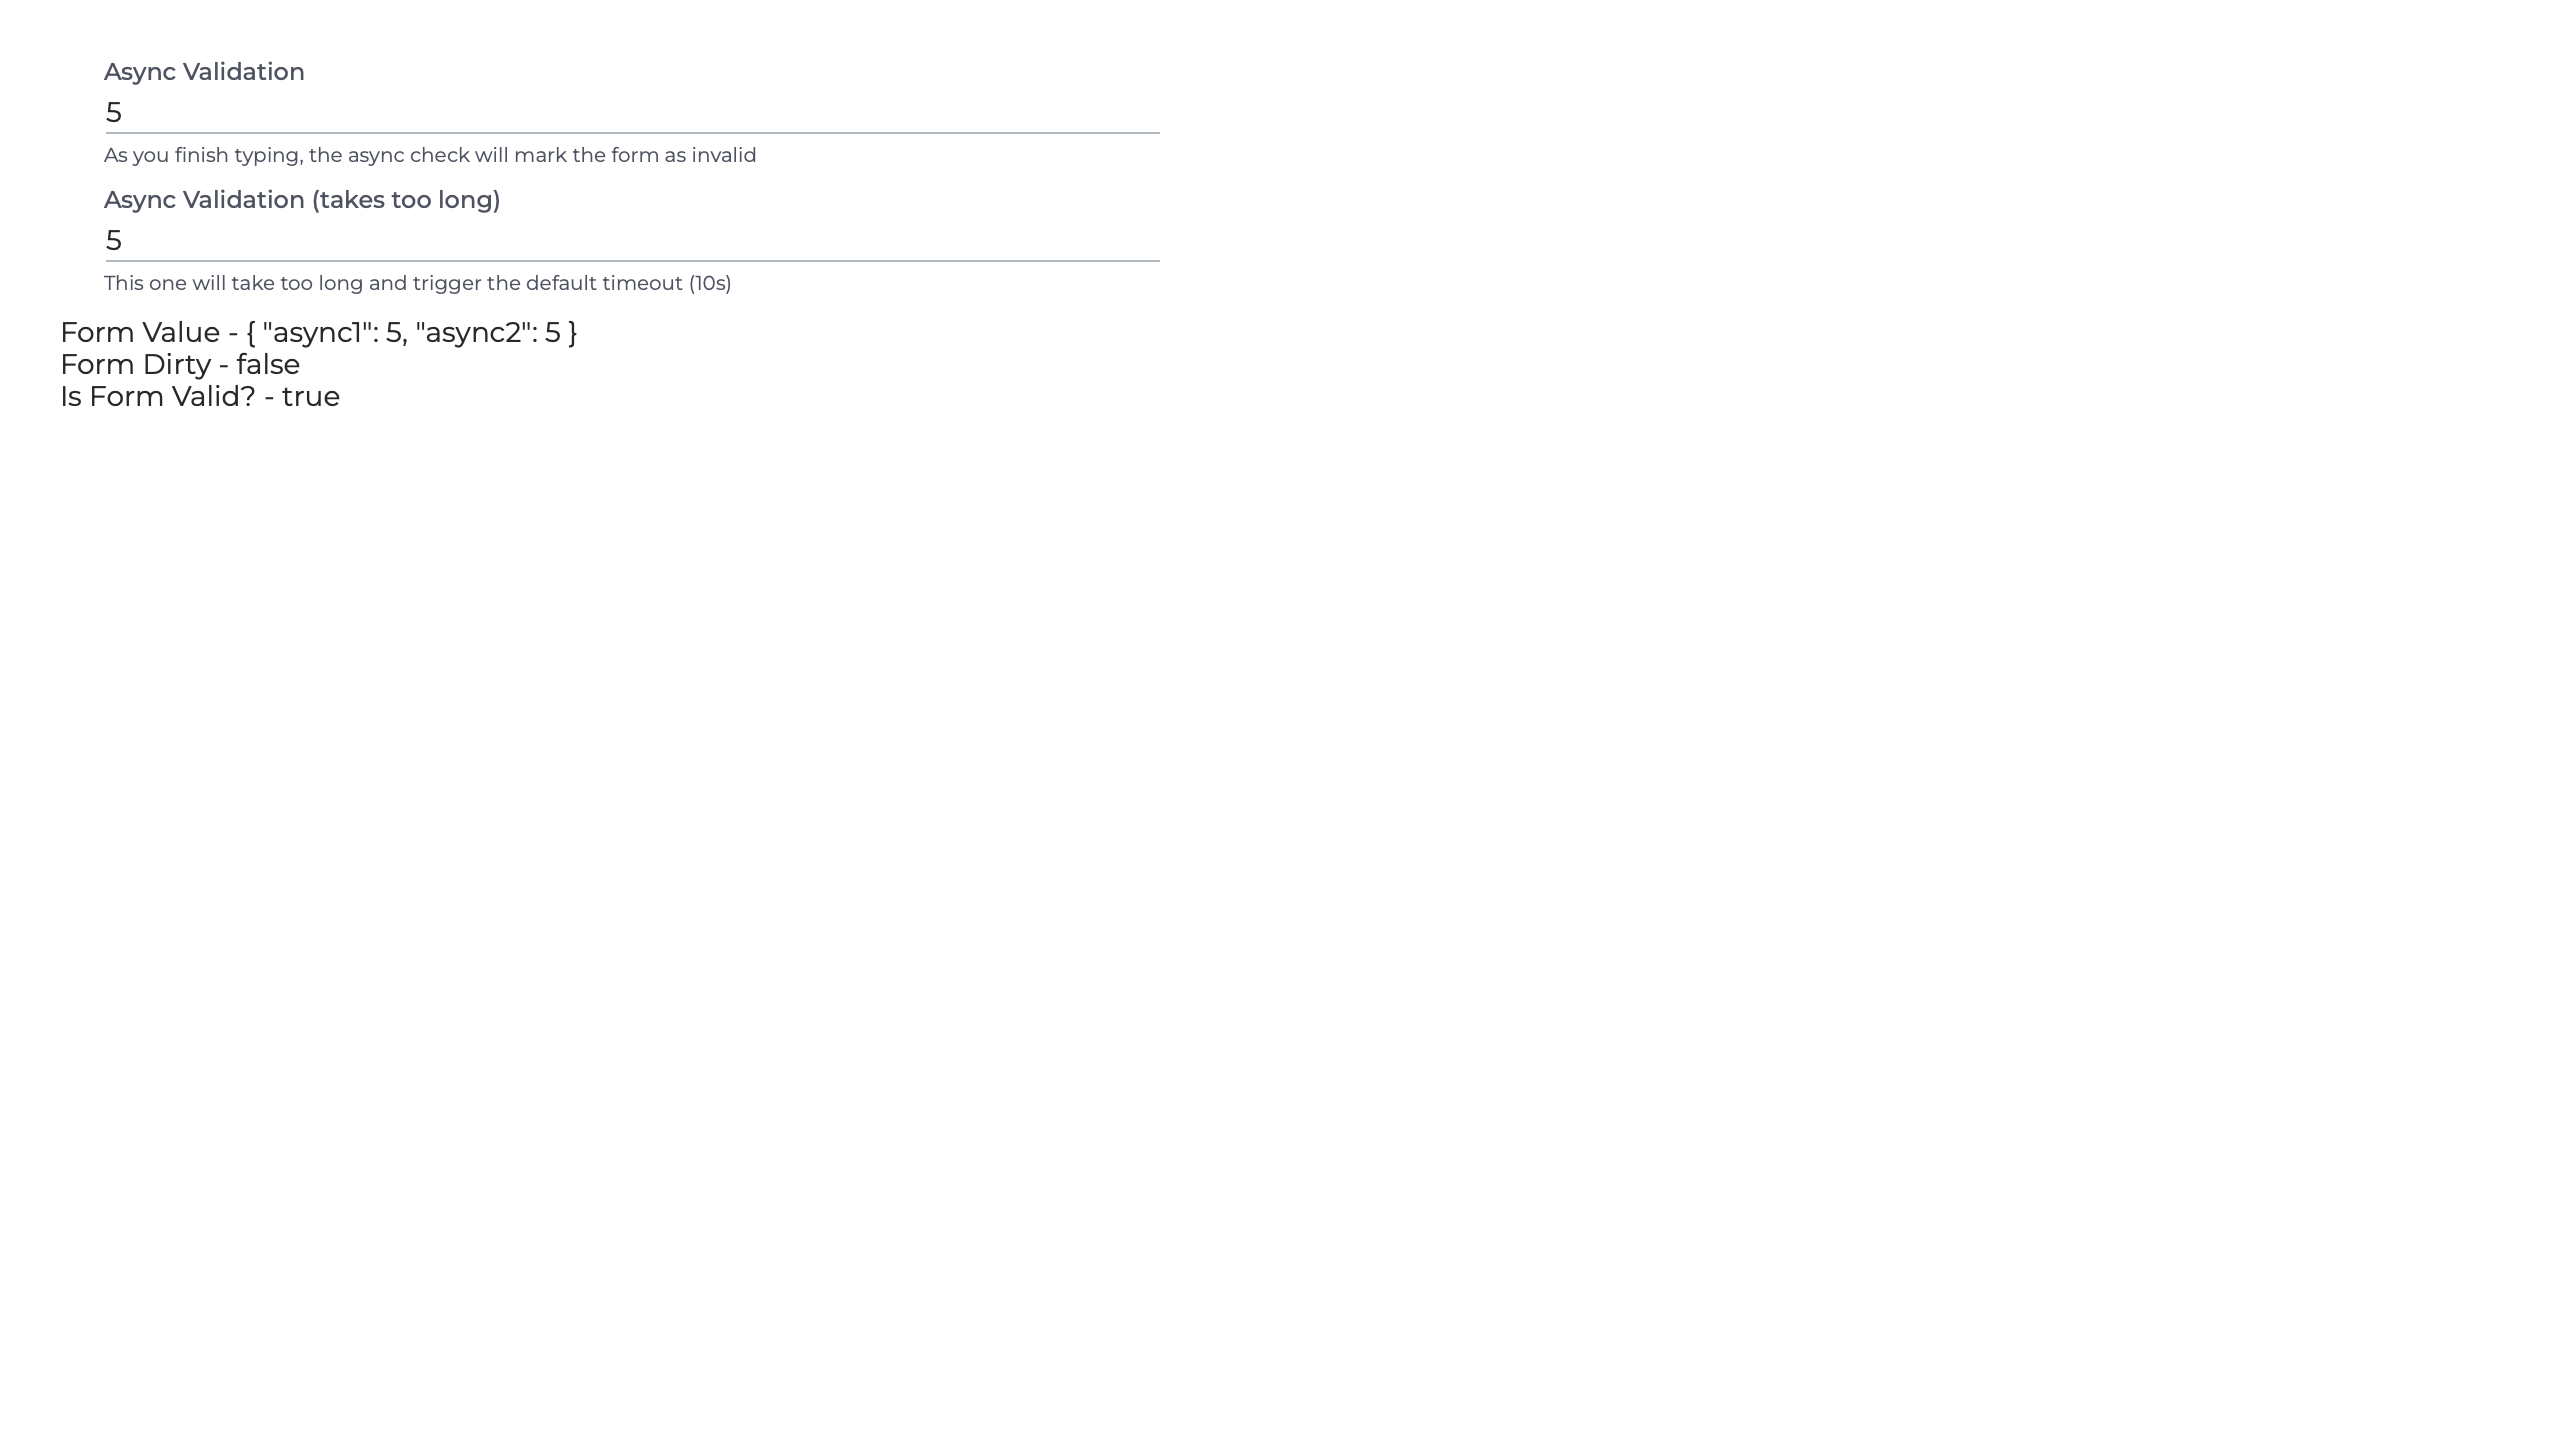 Async Validation
5
As you finish typing, the async check will mark the form as invalid
Async Validation (takes too long)
5
This one will take too long and trigger the default timeout (10s)
Form Value - { "async1": 5, "async2": 5 }
Form Dirty - false
Is Form Valid? - true